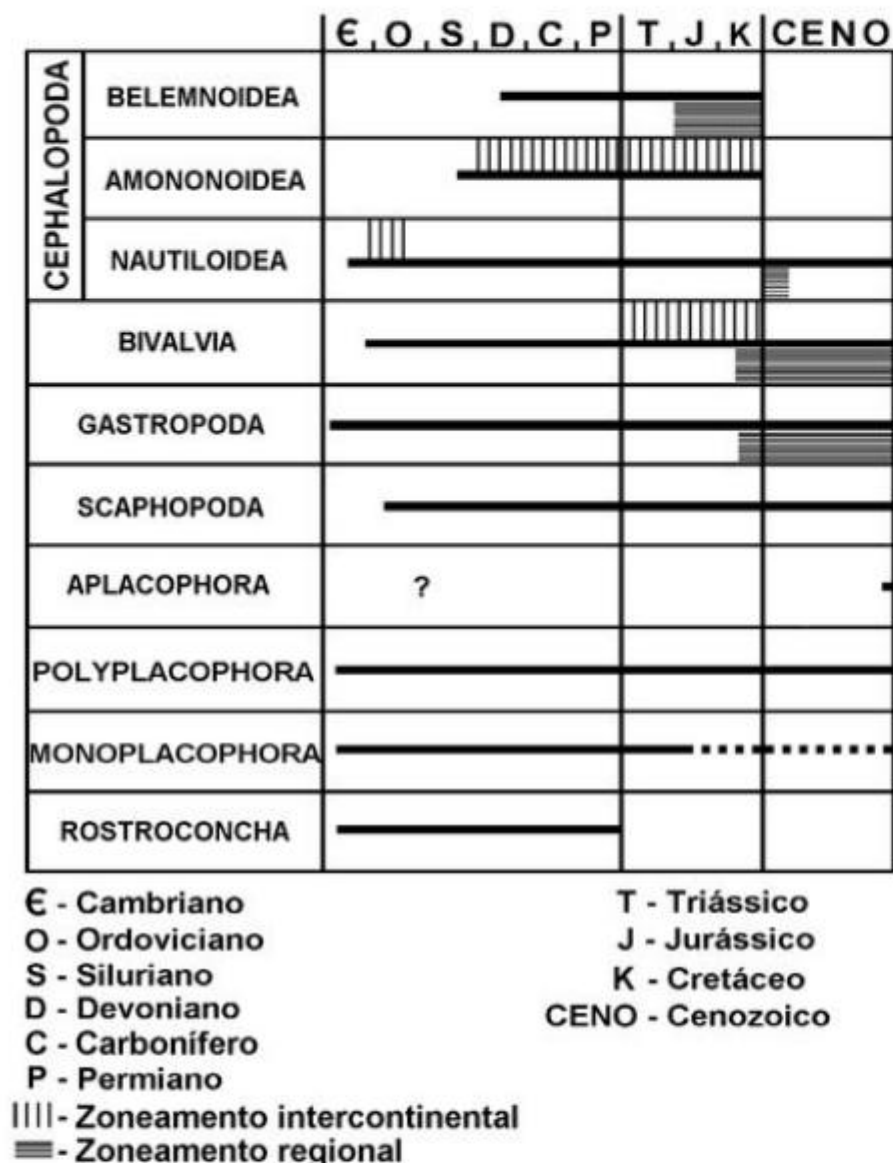 Є, O, S, D, C, P T, J, K CENO
CEPHALOPODA
BELEMNOIDEA
AMONONOIDEA
NAUTILOIDEA
BIVALVIA
GASTROPODA
SCAPHOPODA
APLACOPHORA ?
POLYPLACOPHORA
MONOPLACOPHORA
ROSTROCONCHA
Є - Cambriano
O - Ordoviciano
S - Siluriano
D - Devoniano
C - Carbonífero
P - Permiano
T - Triássico
J - Jurássico
K - Cretáceo
CENO - Cenozoico
- Zoneamento intercontinental
- Zoneamento regional